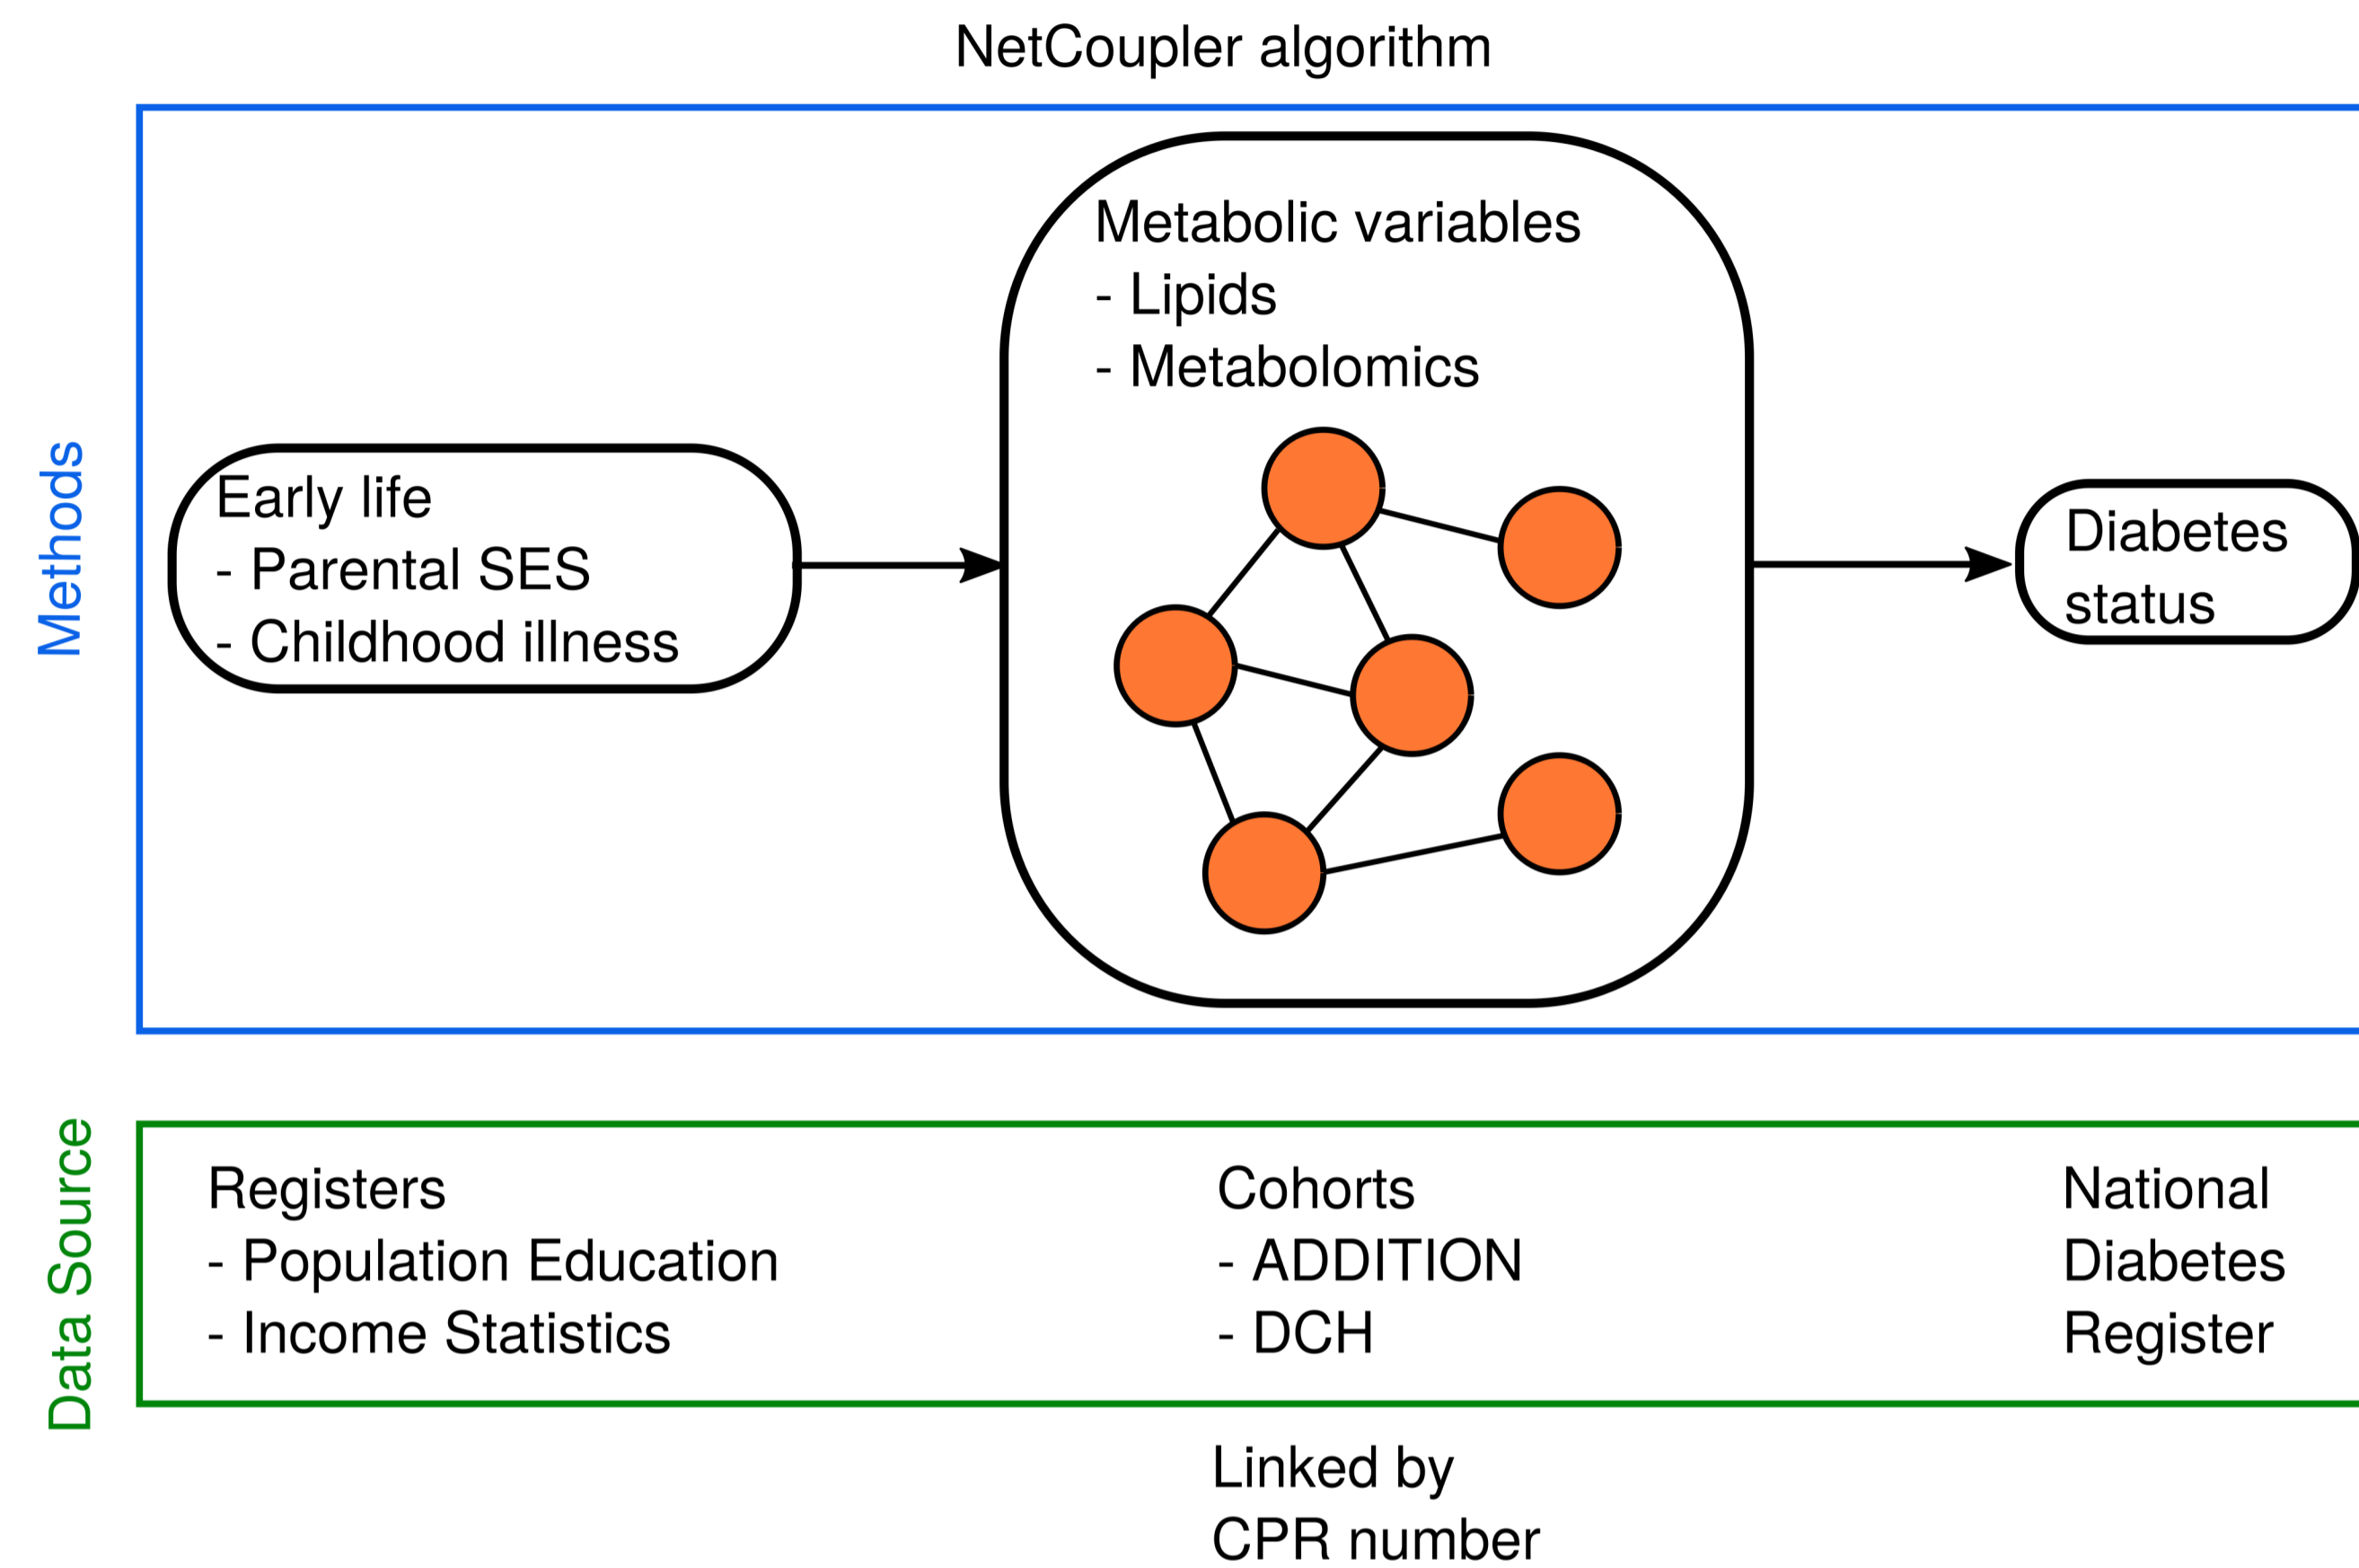 NetCoupler algorithm
Methods
Early life
- Parental SES
- Childhood illness
Metabolic variables
- Lipids
- Metabolomics
Diabetes
status
Data Source
Registers
- Population Education
- Income Statistics
Cohorts
- ADDITION
- DCH
National
Diabetes
Register
Linked by
CPR number